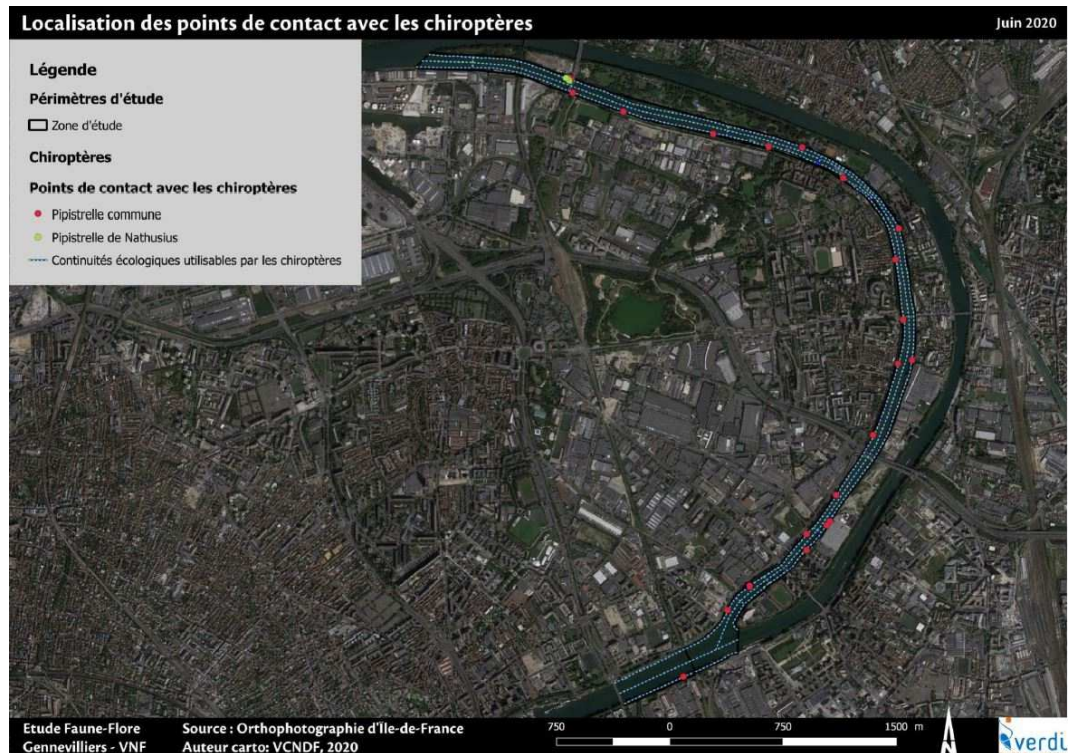 Localisation des points de contact avec les chiroptères
Juin 2020
Légende
Périmètres d'étude
Zone d'étude
Chiroptères
Points de contact avec les chiroptères
Pipistrelle commune
Pipistrelle de Nathusius
Continuités écologiques utilisables par les chiroptères
Etude Faune-Flore
Gennevilliers - VNF
Source : Orthophotographie d'Île-de-France
Auteur carto: VCNDF, 2020
750 0 750 1500 m
N
verdi